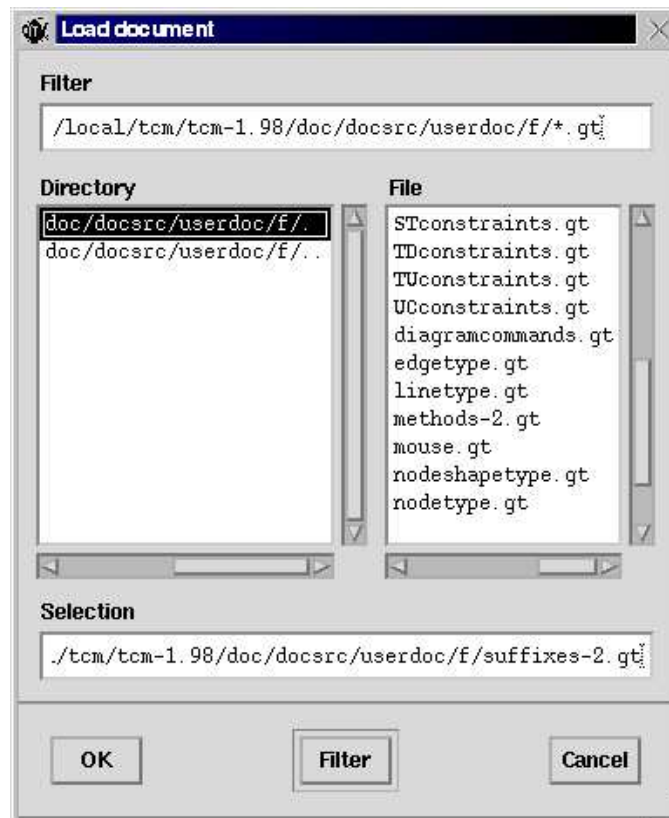 Load document
Filter
/local/tcm/tcm-1.98/doc/docsrc/userdoc/f/*.gt
Directory
File
doc/docsrc/userdoc/f/.
doc/docsrc/userdoc/f/..
STconstraints.gt
TDconstraints.gt
TUconstraints.gt
UCconstraints.gt
diagramcommands.gt
edgetype.gt
linetype.gt
methods-2.gt
mouse.gt
nodeshapetype.gt
nodetype.gt
Selection
./tcm/tcm-1.98/doc/docsrc/userdoc/f/suffixes-2.gt
OK
Filter
Cancel